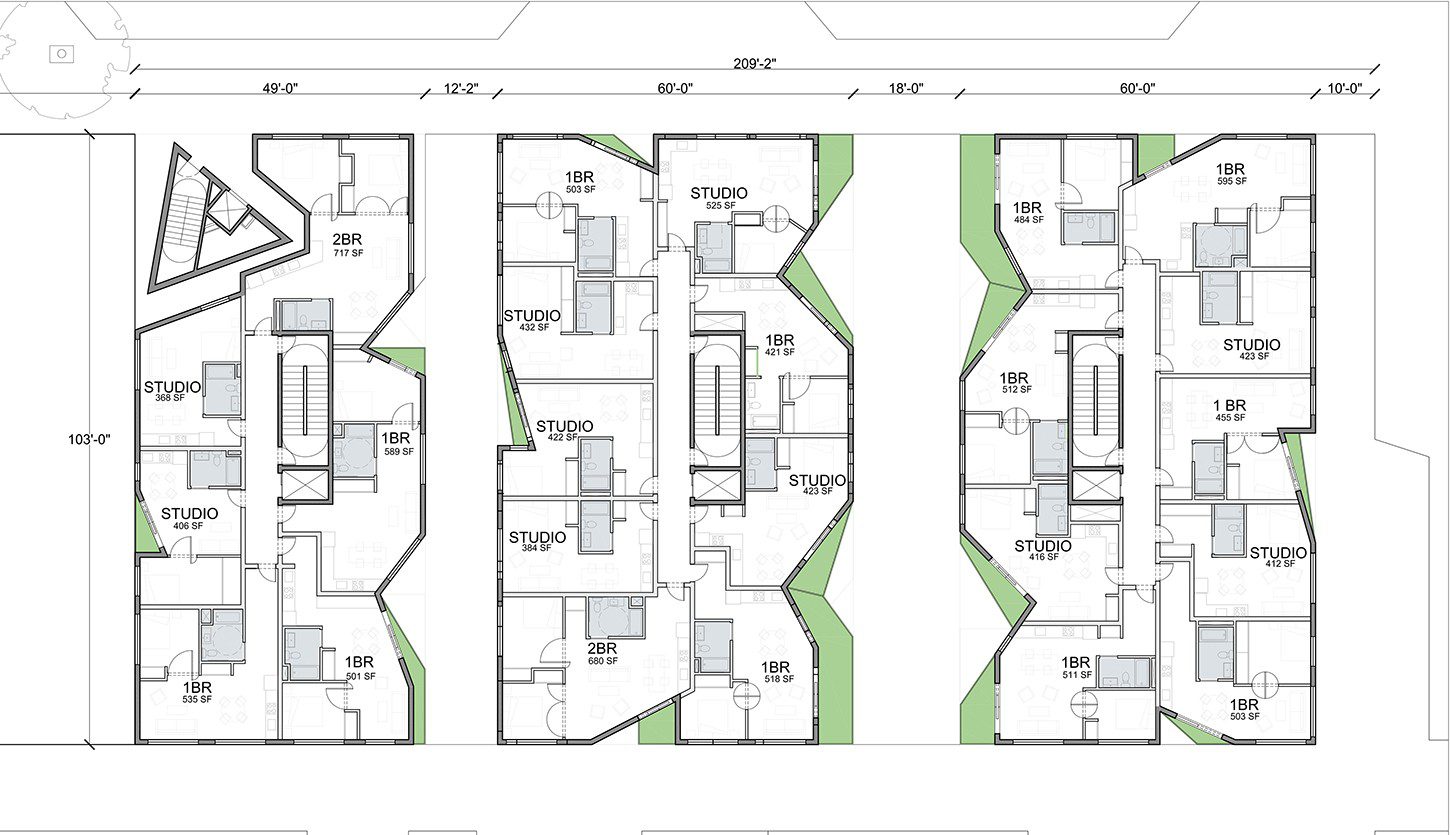 209'-2"
49'-0"
12'-2"
60'-0"
18'-0"
60'-0"
10'-0"
103'-0"
2BR
717 SF
STUDIO
368 SF
1BR
589 SF
STUDIO
406 SF
1BR
535 SF
1BR
501 SF
1BR
503 SF
STUDIO
525 SF
STUDIO
432 SF
1BR
421 SF
STUDIO
422 SF
STUDIO
423 SF
STUDIO
384 SF
2BR
680 SF
1BR
518 SF
1BR
484 SF
1BR
595 SF
STUDIO
423 SF
1BR
512 SF
1 BR
455 SF
STUDIO
416 SF
STUDIO
412 SF
1BR
511 SF
1BR
503 SF